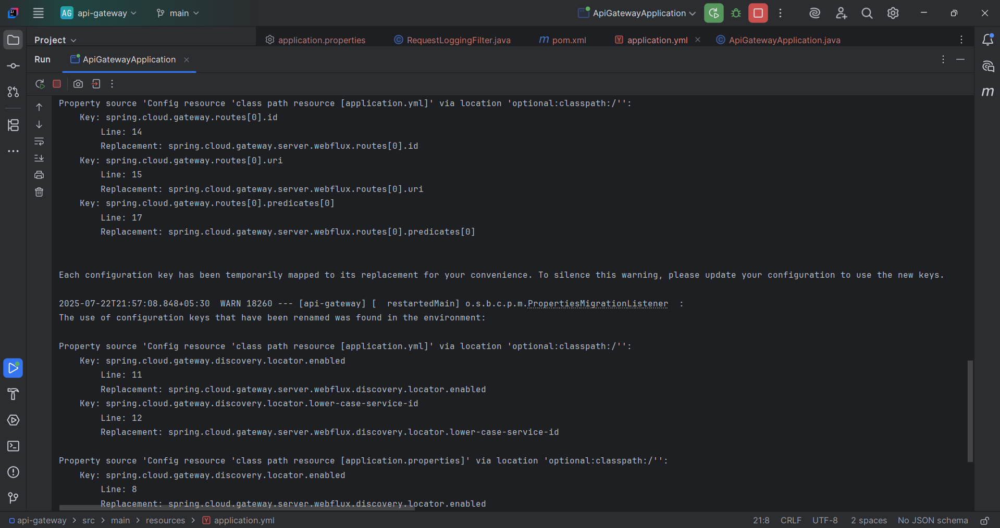 AG api-gateway main ApiGatewayApplication
Project application.properties RequestLoggingFilter.java m pom.xml Y application.yml C ApiGatewayApplication.java
Run ApiGatewayApplication
Property source 'Config resource 'class path resource [application.yml]' via location 'optional:classpath:/'':
Key: spring.cloud.gateway.routes[0].id
Line: 14
Replacement: spring.cloud.gateway.server.webflux.routes[0].id
Key: spring.cloud.gateway.routes[0].uri
Line: 15
Replacement: spring.cloud.gateway.server.webflux.routes[0].uri
Key: spring.cloud.gateway.routes[0].predicates[0]
Line: 17
Replacement: spring.cloud.gateway.server.webflux.routes[0].predicates[0]
Each configuration key has been temporarily mapped to its replacement for your convenience. To silence this warning, please update your configuration to use the new keys.
2025-07-22T21:57:08.848+05:30  WARN 18260 --- [api-gateway] [  restartedMain] o.s.b.c.p.m.PropertiesMigrationListener  :
The use of configuration keys that have been renamed was found in the environment:
Property source 'Config resource 'class path resource [application.yml]' via location 'optional:classpath:/'':
Key: spring.cloud.gateway.discovery.locator.enabled
Line: 11
Replacement: spring.cloud.gateway.server.webflux.discovery.locator.enabled
Key: spring.cloud.gateway.discovery.locator.lower-case-service-id
Line: 12
Replacement: spring.cloud.gateway.server.webflux.discovery.locator.lower-case-service-id
Property source 'Config resource 'class path resource [application.properties]' via location 'optional:classpath:/'':
Key: spring.cloud.gateway.discovery.locator.enabled
Line: 8
Replacement: spring.cloud.gateway.server.webflux.discovery.locator.enabled
api-gateway > src > main > resources > Y application.yml 21:8 CRLF UTF-8 2 spaces No JSON schema